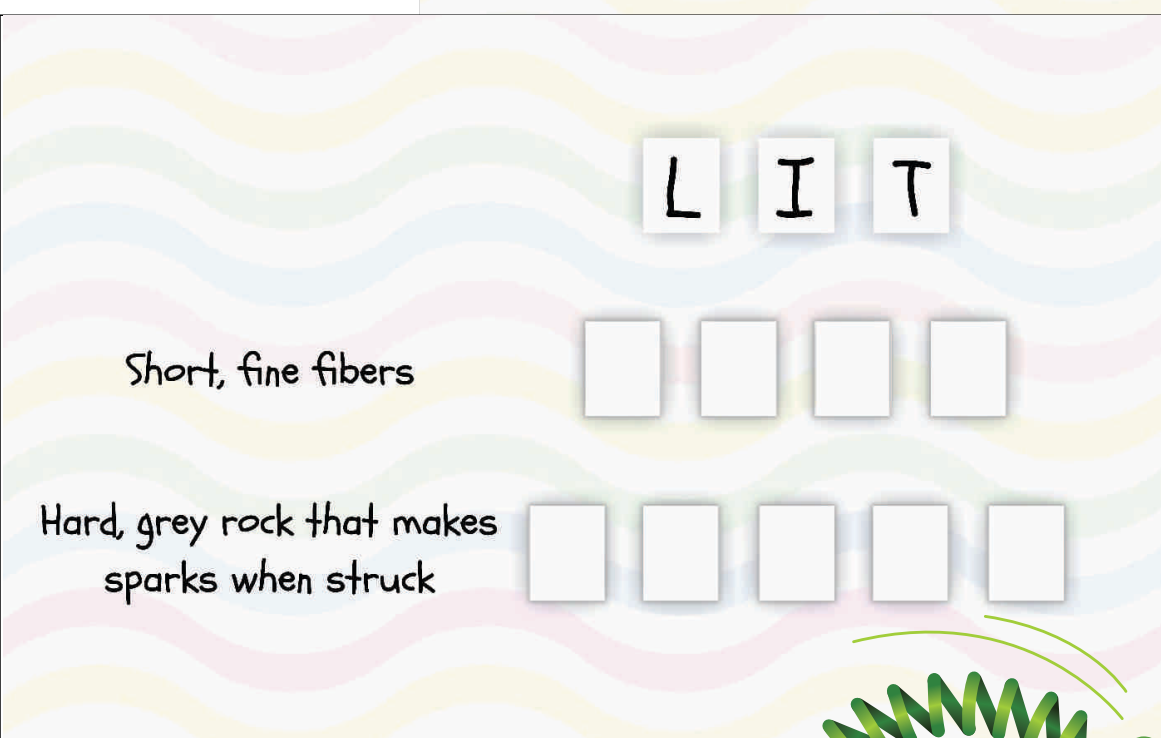 L I T
Short, fine fibers
Hard, grey rock that makes
sparks when struck